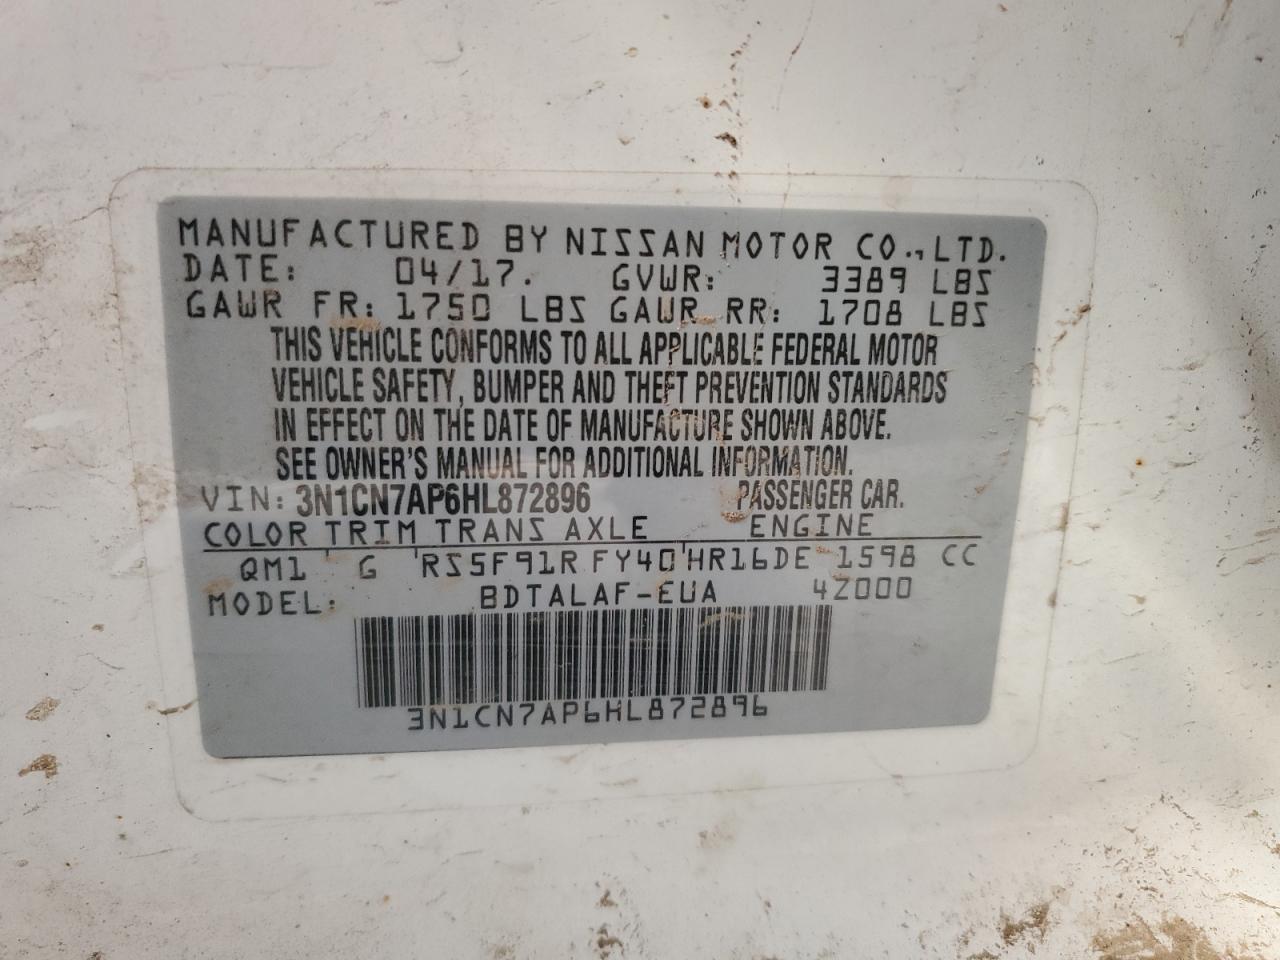 MANUFACTURED BY NISSAN MOTOR CO., LTD.
DATE: 04/17. GVWR: 3389 LBS
GAWR FR: 1750 LBS GAWR RR: 1708 LBS
THIS VEHICLE CONFORMS TO ALL APPLICABLE FEDERAL MOTOR
VEHICLE SAFETY, BUMPER AND THEFT PREVENTION STANDARDS
IN EFFECT ON THE DATE OF MANUFACTURE SHOWN ABOVE.
SEE OWNER'S MANUAL FOR ADDITIONAL INFORMATION.
VIN: 3N1CN7AP6HL872896 PASSENGER CAR.
COLOR TRIM TRANS AXLE ENGINE
QM1 G RS5F91R FY40 HR16DE 1598 CC
MODEL: BDTALAF-EUA 4Z000
3N1CN7AP6HL872896